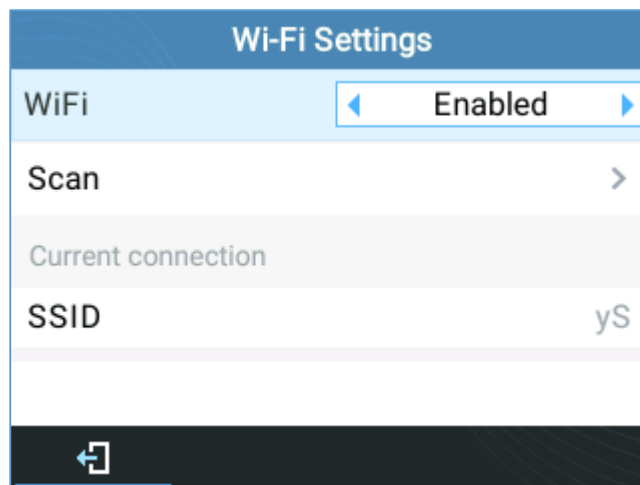 Wi-Fi Settings
WiFi Enabled
Scan
Current connection
SSID yS